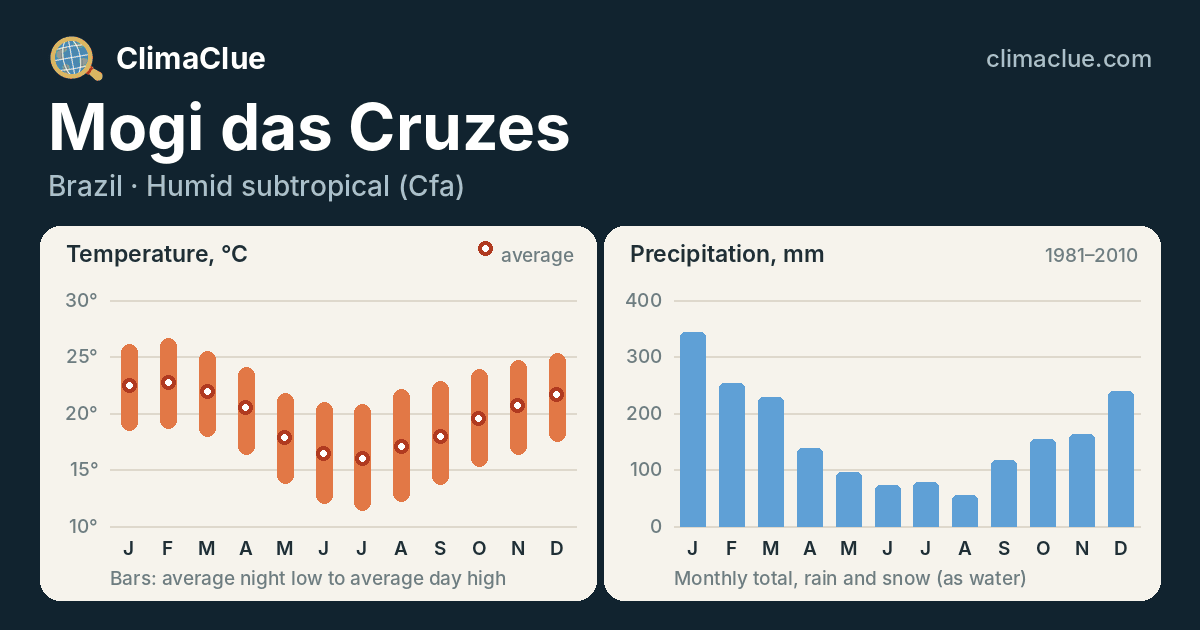 ClimaClue
climaclue.com
Mogi das Cruzes
Brazil · Humid subtropical (Cfa)
Temperature, °C
average
30°
25°
20°
15°
10°
J F M A M J J A S O N D
Bars: average night low to average day high
Precipitation, mm
1981–2010
400
300
200
100
0
J F M A M J J A S O N D
Monthly total, rain and snow (as water)